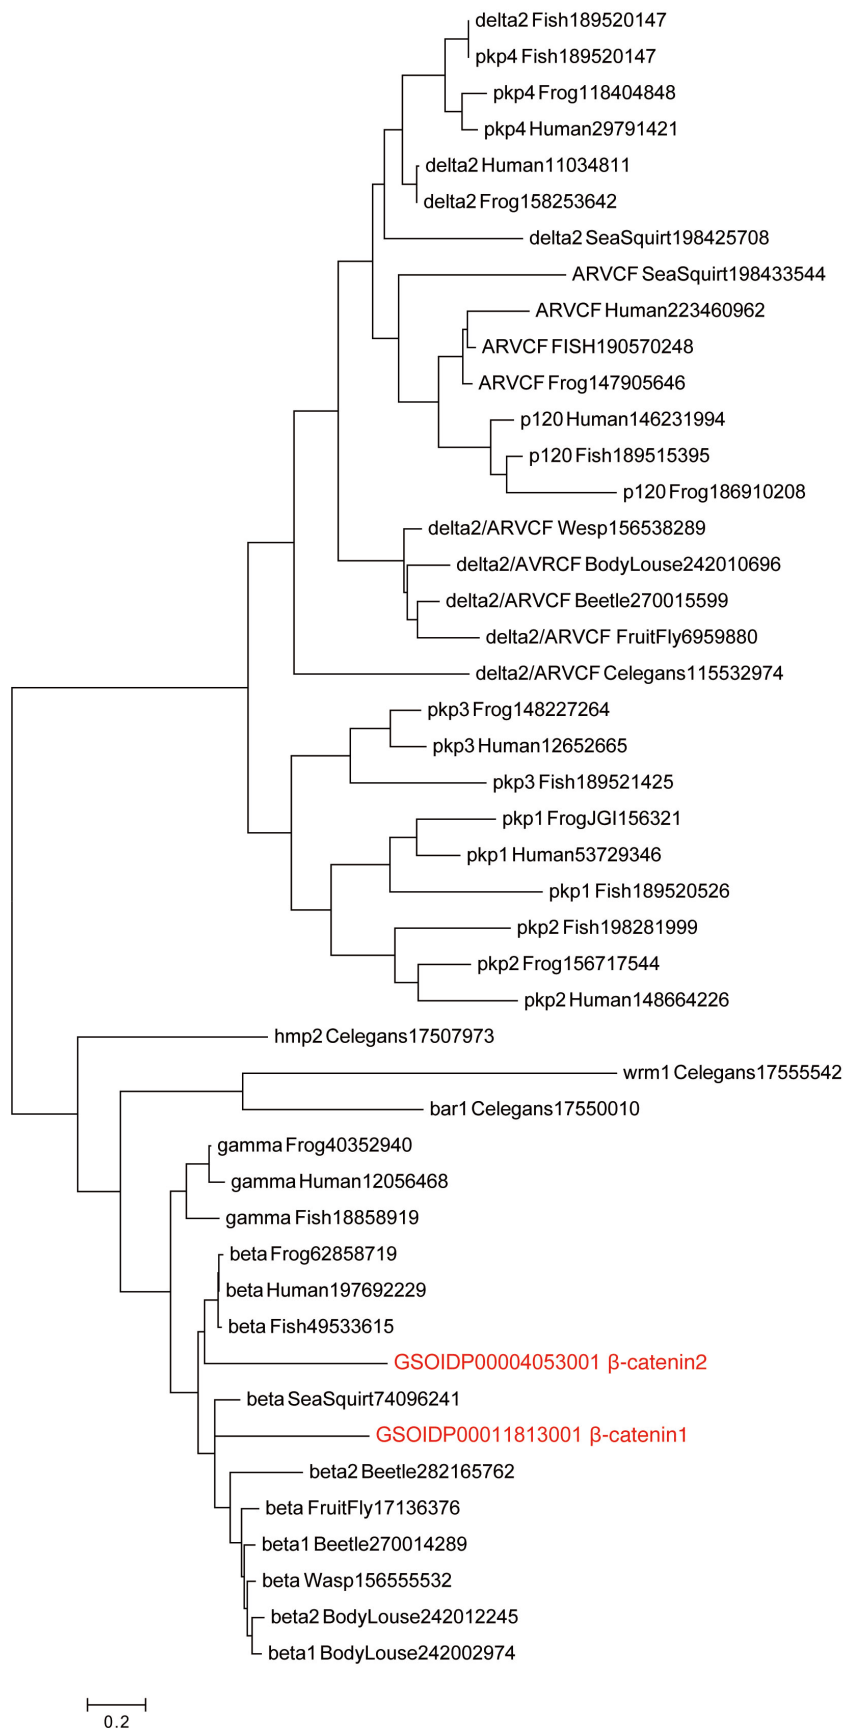 delta2 Fish189520147
pkp4 Fish189520147
pkp4 Frog118404848
pkp4 Human29791421
delta2 Human11034811
delta2 Frog158253642
delta2 SeaSquirt198425708
ARVCF SeaSquirt198433544
ARVCF Human223460962
ARVCF FISH190570248
ARVCF Frog147905646
p120 Human146231994
p120 Fish189515395
p120 Frog186910208
delta2/ARVCF Wesp156538289
delta2/AVRCF BodyLouse242010696
delta2/ARVCF Beetle270015599
delta2/ARVCF FruitFly6959880
delta2/ARVCF Celegans115532974
pkp3 Frog148227264
pkp3 Human12652665
pkp3 Fish189521425
pkp1 FrogJGI156321
pkp1 Human53729346
pkp1 Fish189520526
pkp2 Fish198281999
pkp2 Frog156717544
pkp2 Human148664226
hmp2 Celegans17507973
wrm1 Celegans17555542
bar1 Celegans17550010
gamma Frog40352940
gamma Human12056468
gamma Fish18858919
beta Frog62858719
beta Human197692229
beta Fish49533615
GSOIDP00004053001 β-catenin2
beta SeaSquirt74096241
GSOIDP00011813001 β-catenin1
beta2 Beetle282165762
beta FruitFly17136376
beta1 Beetle270014289
beta Wasp156555532
beta2 BodyLouse242012245
beta1 BodyLouse242002974
0.2